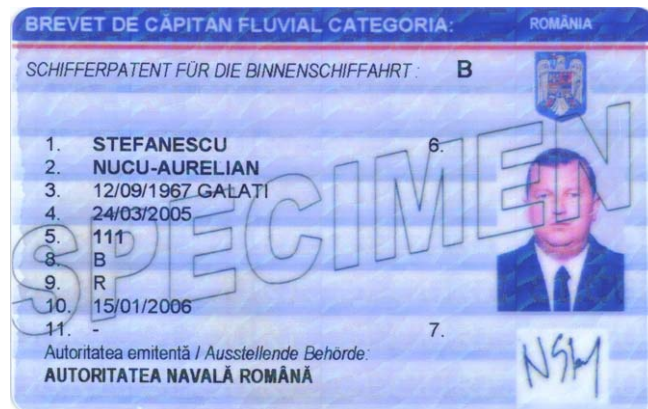 BREVET DE CĂPITAN FLUVIAL CATEGORIA: ROMÂNIA
SCHIFFERPATENT FÜR DIE BINNENSCHIFFAHRT : B
1. STEFANESCU
6.
2. NUCU-AURELIAN
3. 12/09/1967 GALATI
4. 24/03/2005
5. 111
8. B
9. R
10. 15/01/2006
11. -
7.
Autoritatea emitentă / Ausstellende Behörde:
AUTORITATEA NAVALĂ ROMÂNĂ
SPECIMEN